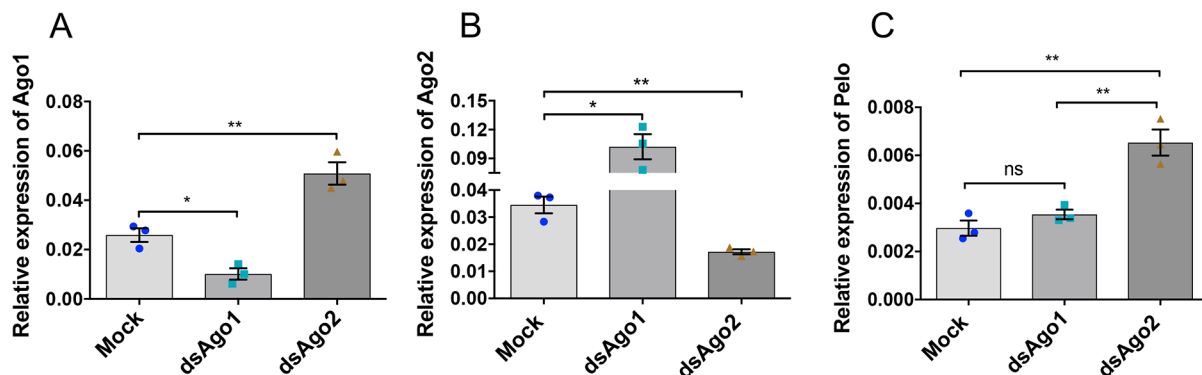 A
Relative expression of Ago1
0.08
0.06
0.04
0.02
0.00
**
*
Mock
dsAgo1
dsAgo2
B
Relative expression of Ago2
0.15
0.12
0.09
0.04
0.03
0.02
0.01
0.00
**
*
Mock
dsAgo1
dsAgo2
C
Relative expression of Pelo
0.008
0.006
0.004
0.002
0.000
**
**
ns
Mock
dsAgo1
dsAgo2